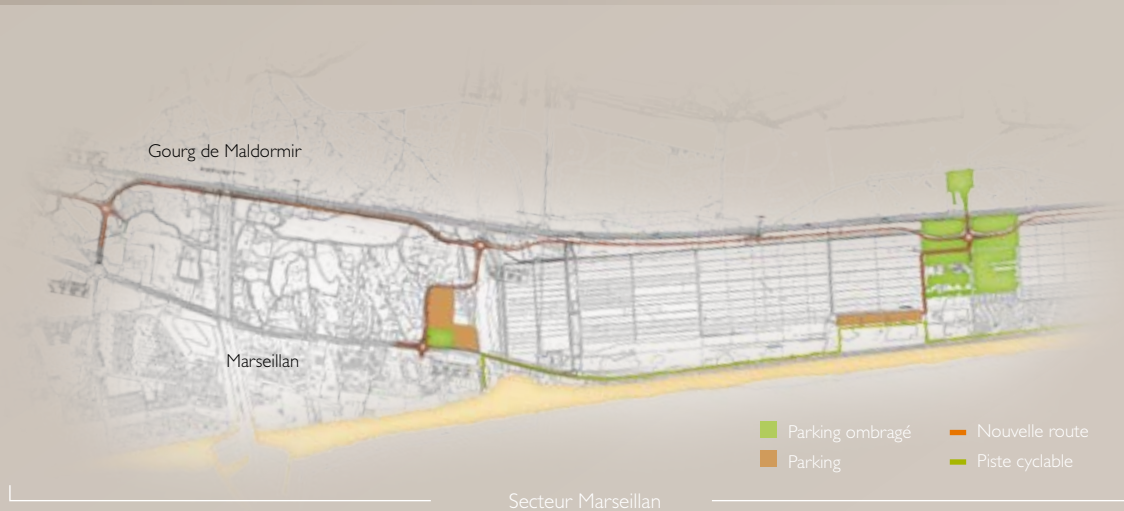 Gourg de Maldormir
Marseillan
Parking ombragé
Nouvelle route
Parking
Piste cyclable
Secteur Marseillan